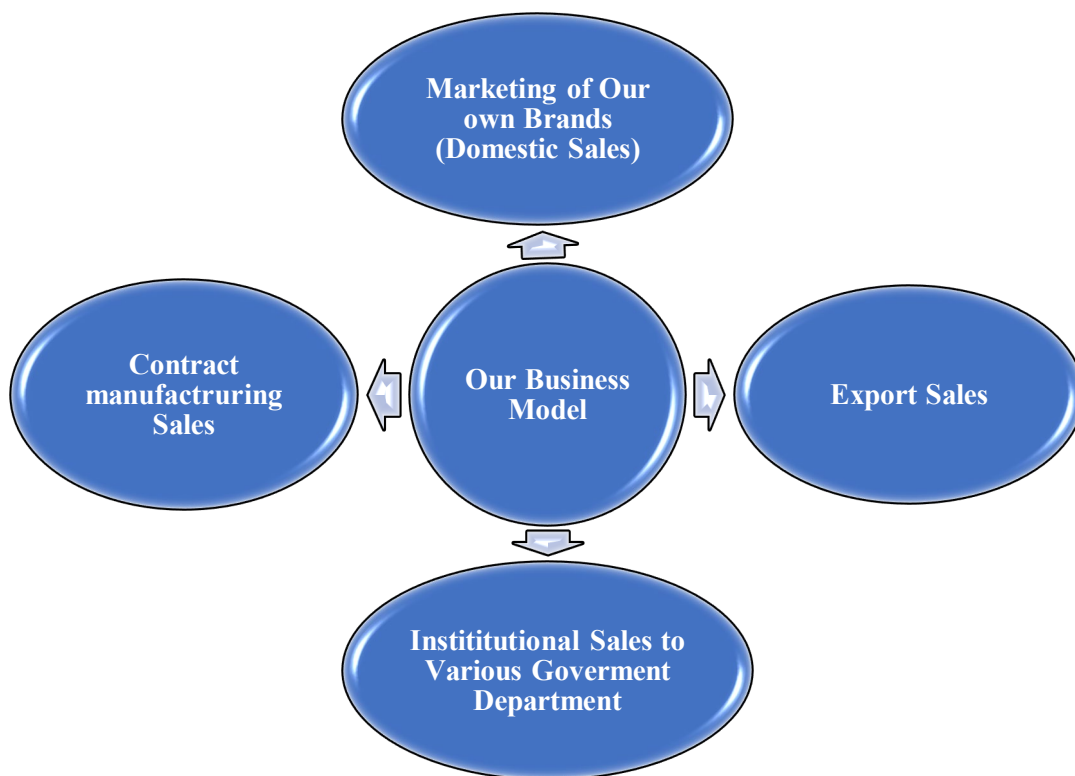 Marketing of Our
own Brands
(Domestic Sales)
Contract
manufactruring
Sales
Our Business
Model
Export Sales
Instititutional Sales to
Various Goverment
Department